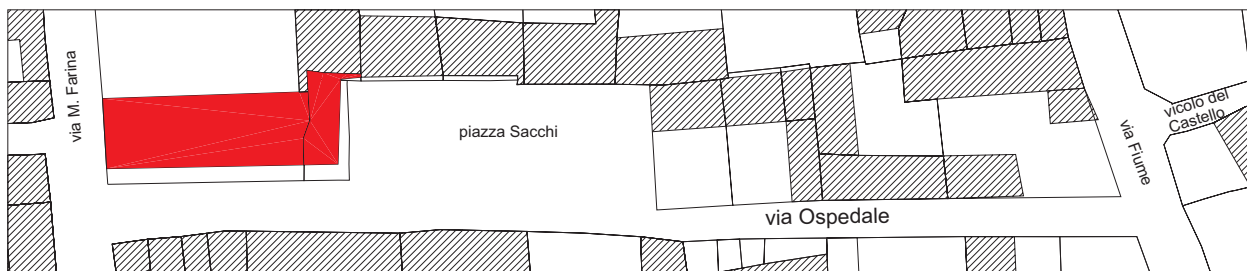 via M. Farina
piazza Sacchi
via Ospedale
via Fiume
vicolo del
Castello